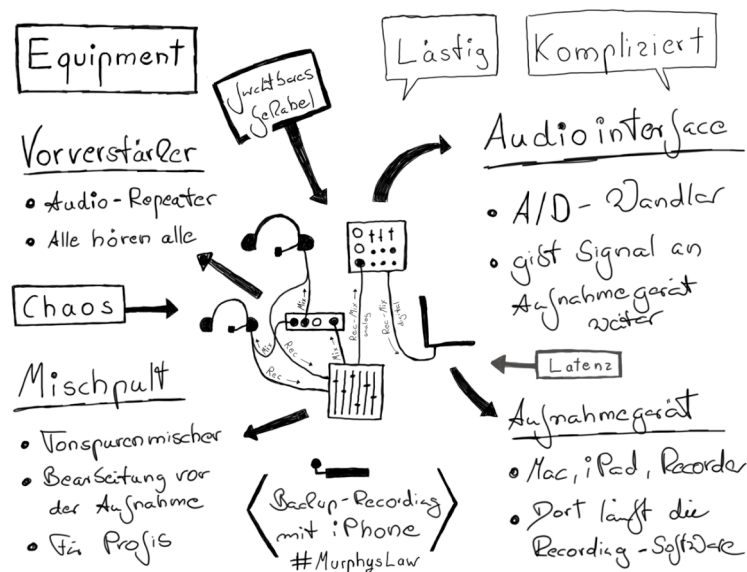 Equipment
Furchtbares
Gekabel
Lästig
Kompliziert
Vorverstärker
• Audio-Repeater
• Alle hören alle
Audiointerface
• A/D-Wandler
• gibt Signal an
Aufnahmegerät
weiter
Chaos
Mix →
Mix →
Rec →
Rec →
Mix →
Rec-Mix →
analog
Rec-Mix →
digital
Latenz
Mischpult
• Tonspurenmischer
• Bearbeitung vor
der Aufnahme
• Für Profis
Aufnahmegerät
• Mac, iPad, Recorder
• Dort läuft die
Recording-Software
Backup-Recording
mit iPhone
#MurphysLaw